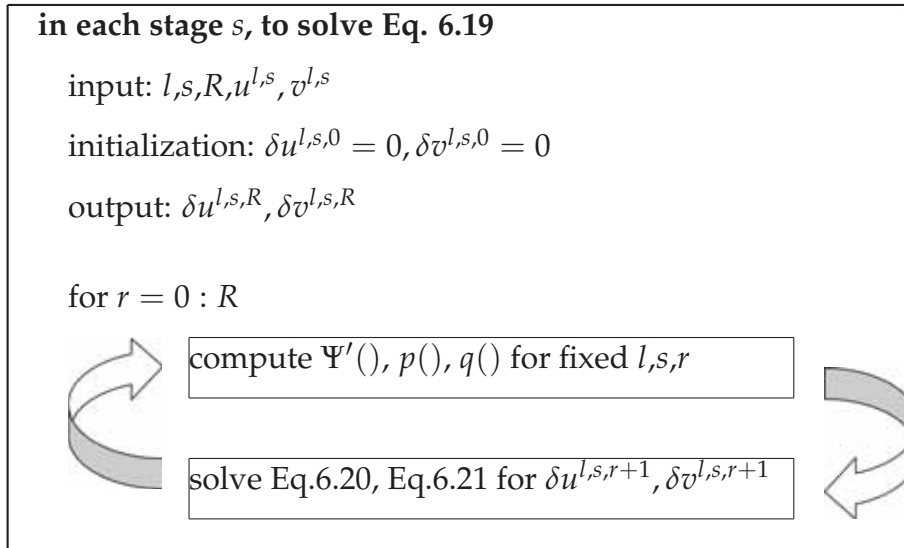 in each stage s, to solve Eq. 6.19
input: l,s,R,u^{l,s}, v^{l,s}
initialization: δu^{l,s,0} = 0, δv^{l,s,0} = 0
output: δu^{l,s,R}, δv^{l,s,R}
for r = 0 : R
compute Ψ′(), p(), q() for fixed l,s,r
solve Eq.6.20, Eq.6.21 for δu^{l,s,r+1}, δv^{l,s,r+1}